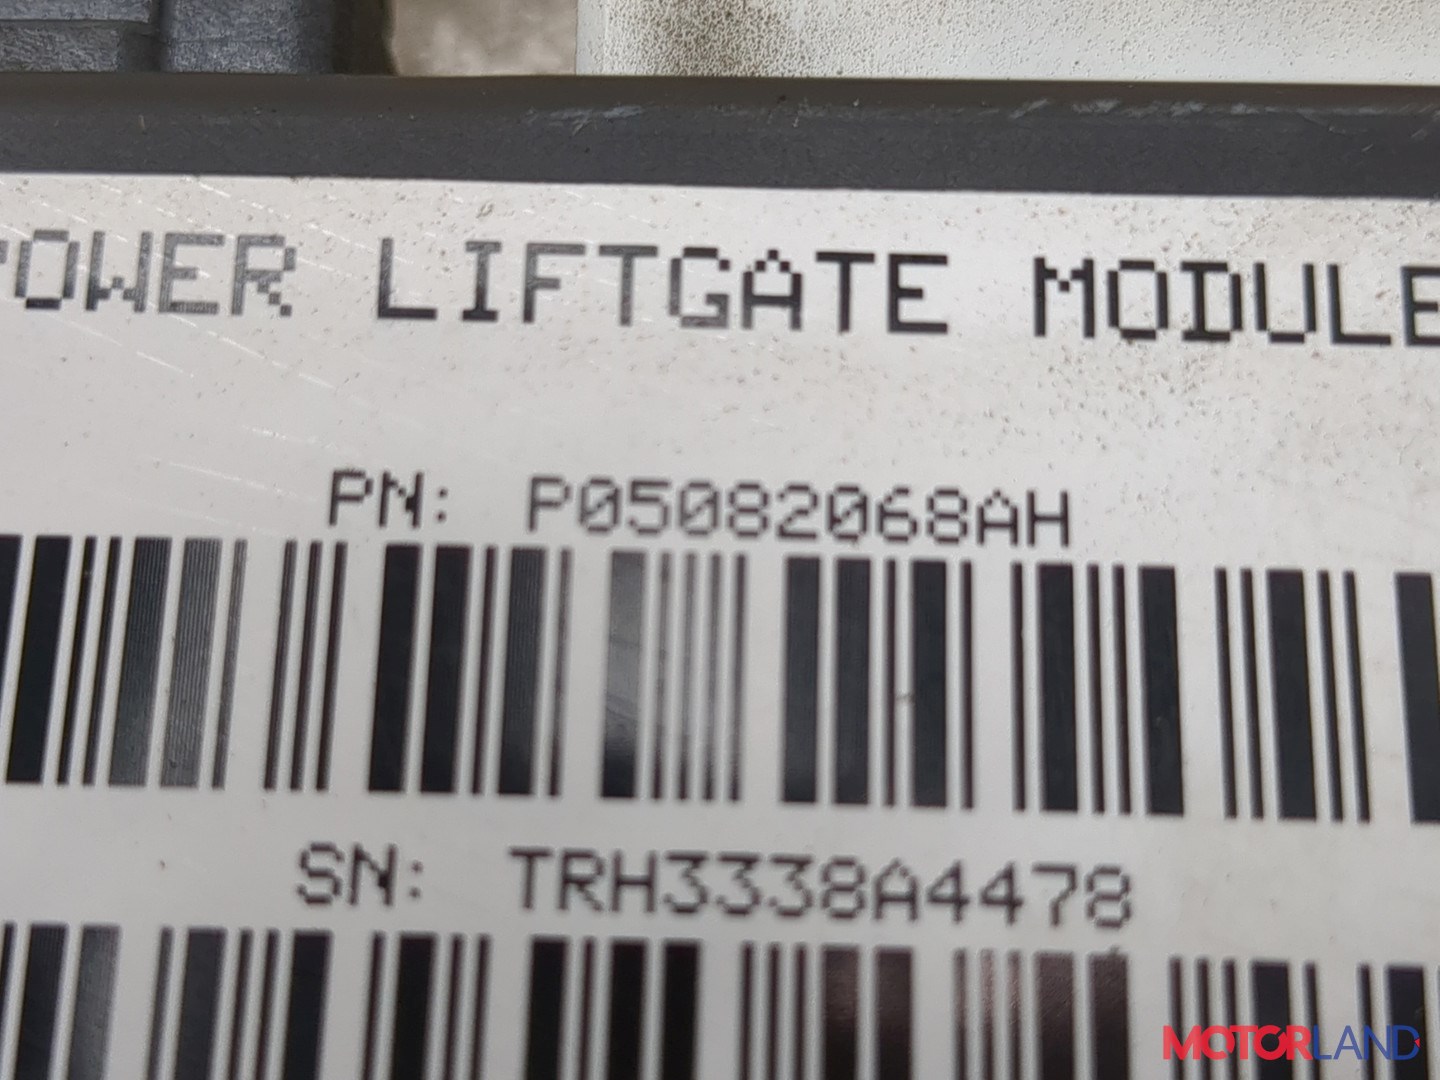 POWER LIFTGATE MODULE
PN: P05082068AH
SN: TRH3338A4478
MOTORLAND